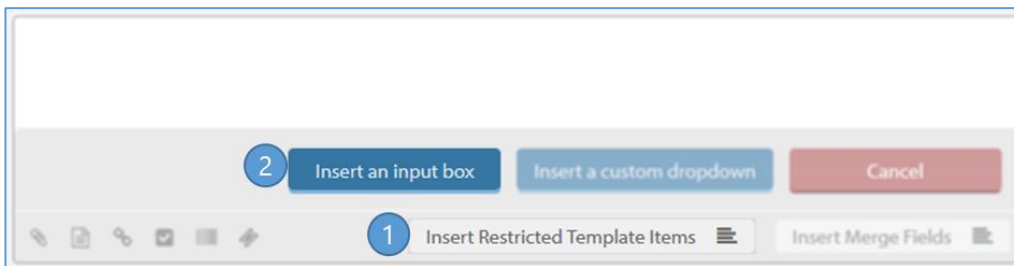 2 Insert an input box Insert a custom dropdown Cancel
1 Insert Restricted Template Items Insert Merge Fields